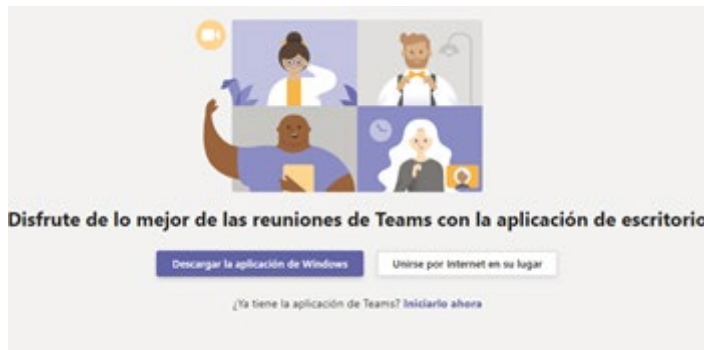 Disfrute de lo mejor de las reuniones de Teams con la aplicación de escritorio
Descargar la aplicación de Windows
Unirse por Internet en su lugar
¿Ya tiene la aplicación de Teams? Iniciarlo ahora